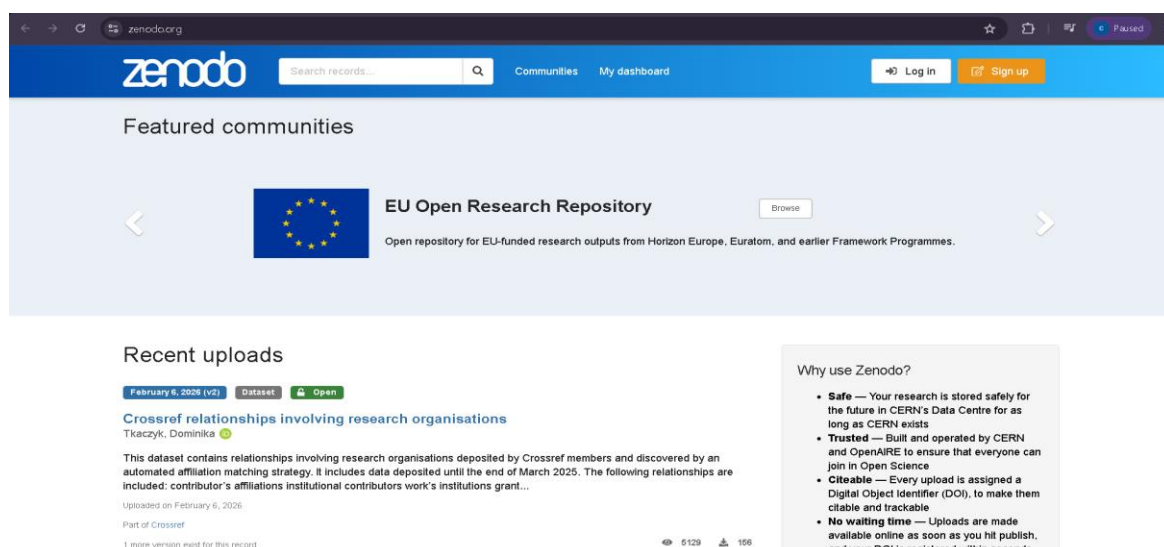 zenodo.org
Paused
zenodo
Search records...
Communities
My dashboard
Log in
Sign up
Featured communities
EU Open Research Repository
Browse
Open repository for EU-funded research outputs from Horizon Europe, Euratom, and earlier Framework Programmes.
Recent uploads
February 6, 2026 (v2) Dataset Open
Crossref relationships involving research organisations
Tkaczyk, Dominika
This dataset contains relationships involving research organisations deposited by Crossref members and discovered by an
automated affiliation matching strategy. It includes data deposited until the end of March 2025. The following relationships are
included: contributor's affiliations institutional contributors work's institutions grant...
Uploaded on February 6, 2026
Part of Crossref
1 more version exist for this record
5129 156
Why use Zenodo?
Safe — Your research is stored safely for
the future in CERN's Data Centre for as
long as CERN exists
Trusted — Built and operated by CERN
and OpenAIRE to ensure that everyone can
join in Open Science
Citeable — Every upload is assigned a
Digital Object Identifier (DOI), to make them
citable and trackable
No waiting time — Uploads are made
available online as soon as you hit publish,